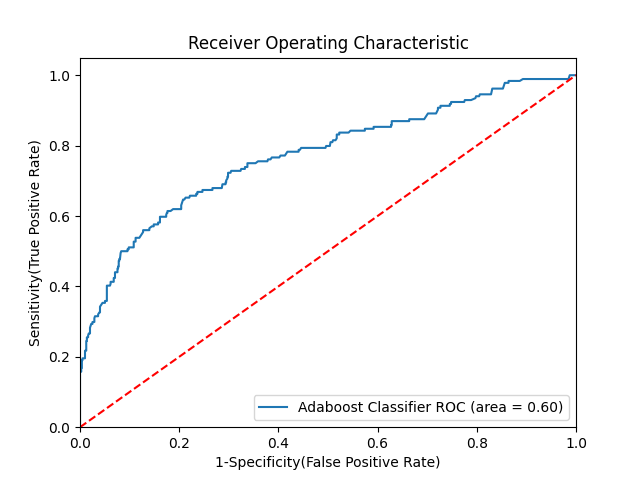 Receiver Operating Characteristic
Sensitivity(True Positive Rate)
1.0
0.8
0.6
0.4
0.2
0.0
Adaboost Classifier ROC (area = 0.60)
0.0 0.2 0.4 0.6 0.8 1.0
1-Specificity(False Positive Rate)